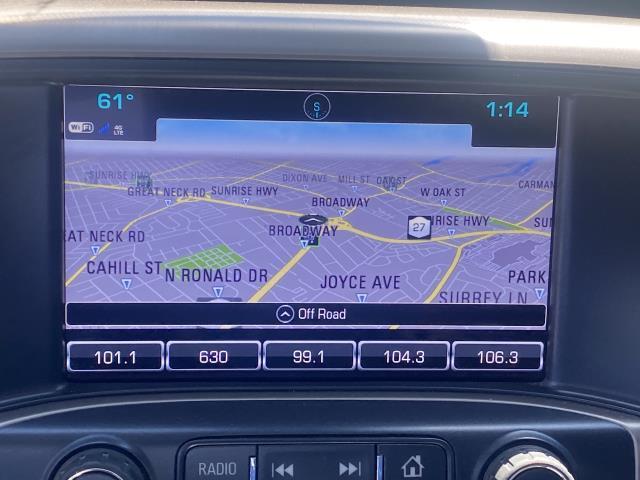 61°
S
1:14
WiFi
4G
LTE
SUNRISE HWY
DIXON AVE
MILL ST
OAK ST
GREAT NECK RD
SUNRISE HWY
W OAK ST
CARMAN
BROADWAY
27
RISE HWY
SU
EAT NECK RD
BROADWAY
CAHILL ST
N RONALD DR
JOYCE AVE
PARK
SURREY LN
Off Road
101.1
630
99.1
104.3
106.3
RADIO